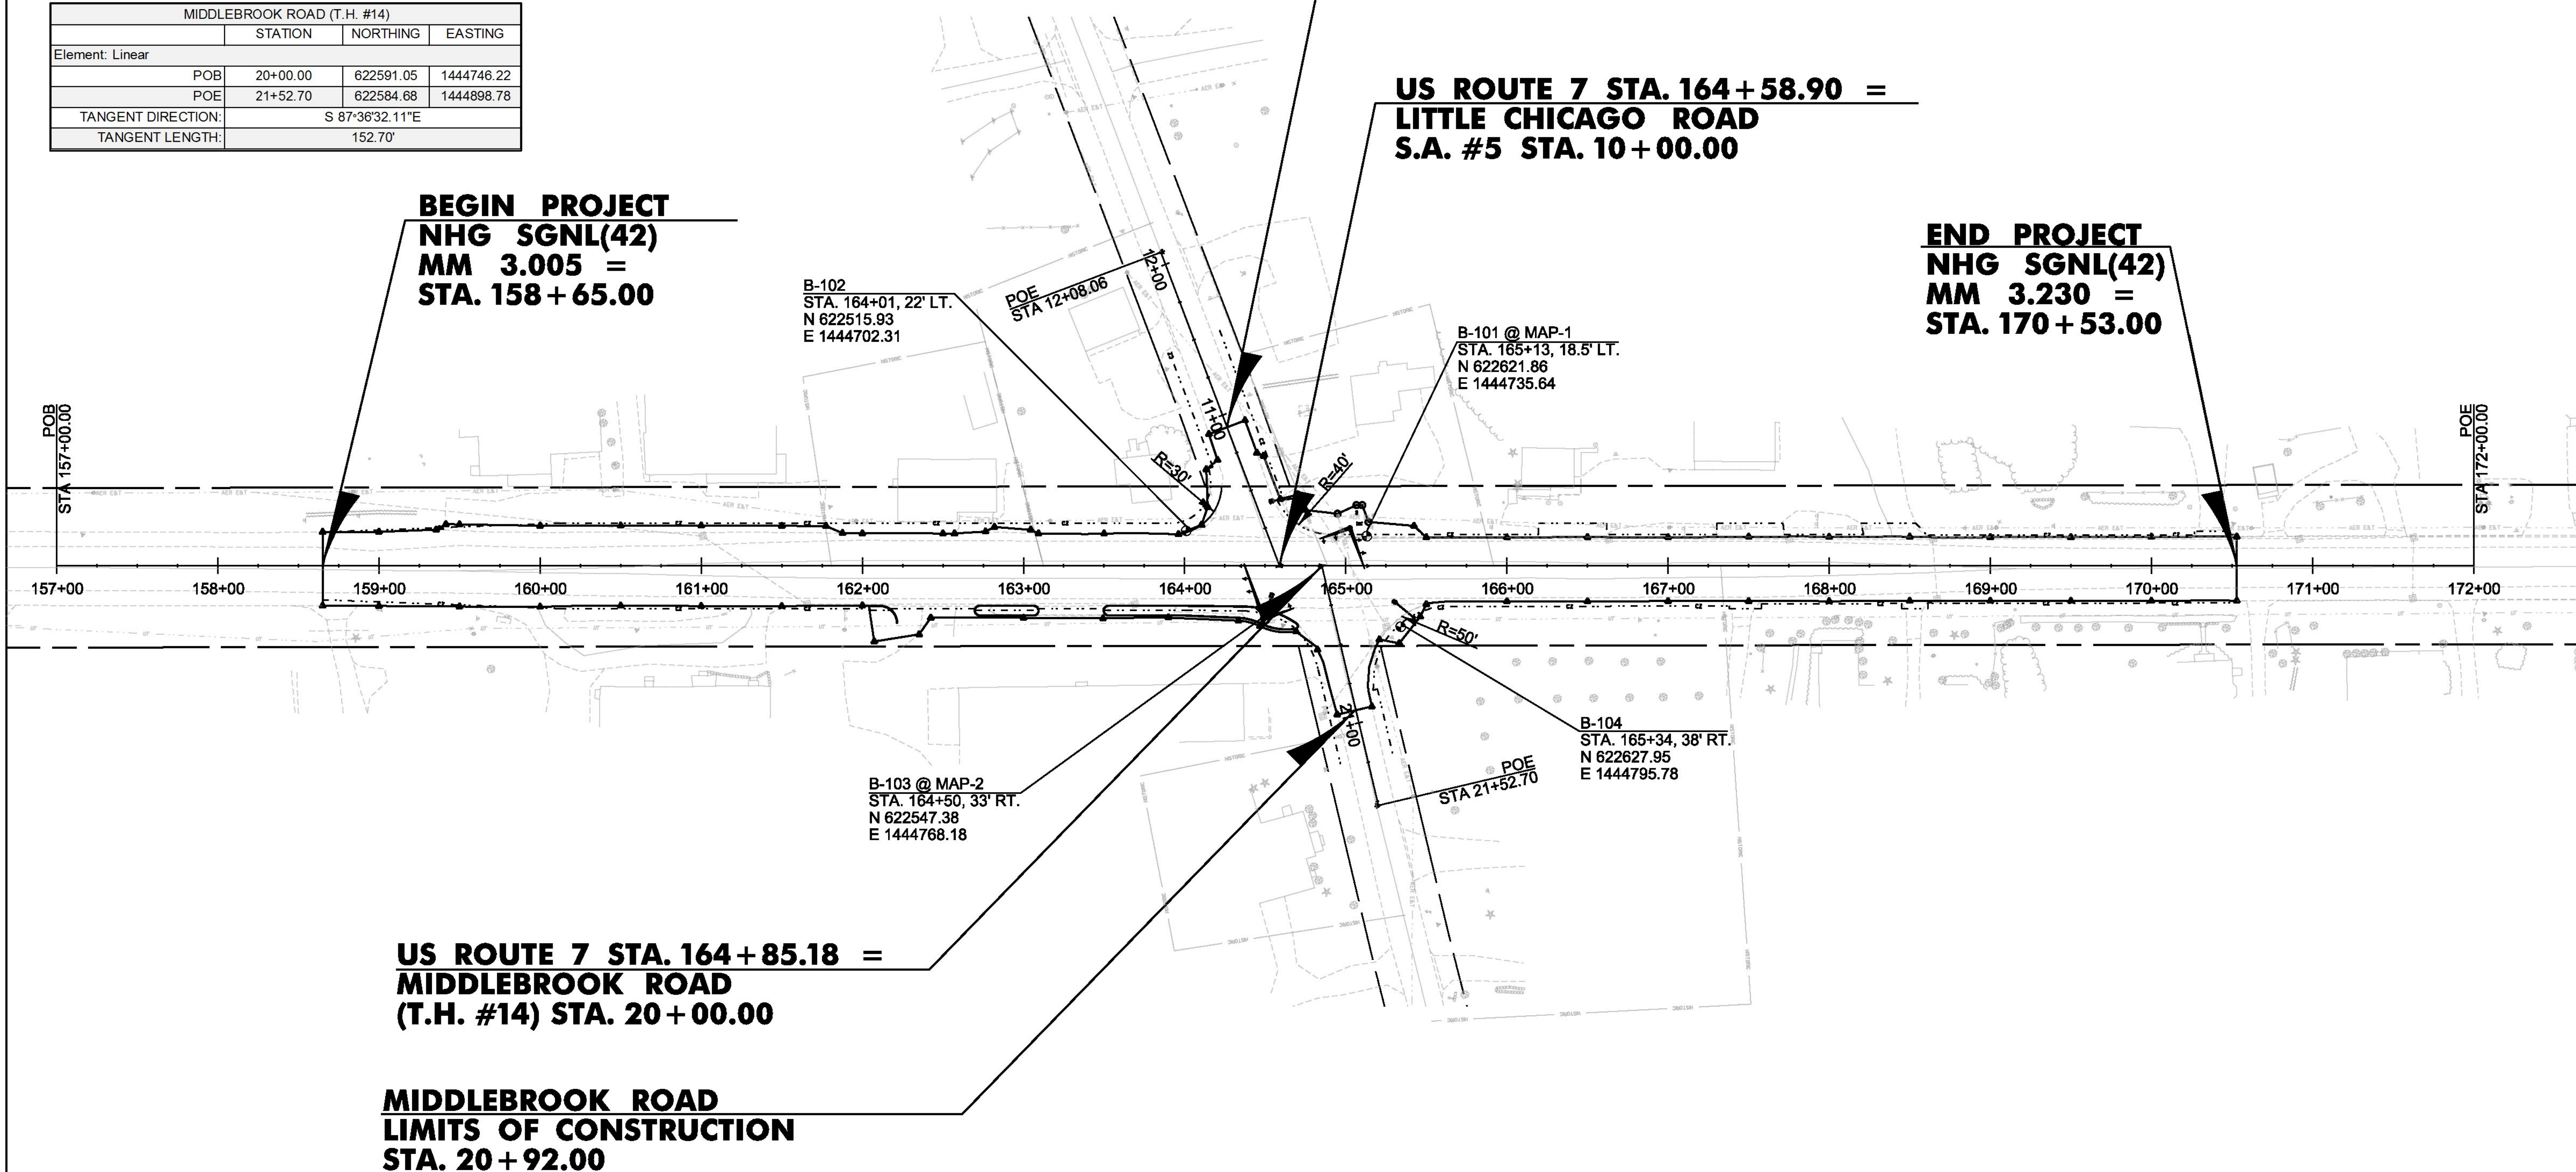 MIDDLEBROOK ROAD (T.H. #14)
STATION NORTHING EASTING
Element: Linear
POB 20+00.00 622591.05 1444746.22
POE 21+52.70 622584.68 1444898.78
TANGENT DIRECTION: S 87°36'32.11"E
TANGENT LENGTH: 152.70'
US ROUTE 7 STA. 164+58.90 =
LITTLE CHICAGO ROAD
S.A. #5 STA. 10+00.00
BEGIN PROJECT
NHG SGNL(42)
MM 3.005 =
STA. 158+65.00
END PROJECT
NHG SGNL(42)
MM 3.230 =
STA. 170+53.00
B-102
STA. 164+01, 22' LT.
N 622515.93
E 1444702.31
POE
STA 12+08.06
12+00
B-101 @ MAP-1
STA. 165+13, 18.5' LT.
N 622621.86
E 1444735.64
11+00
R=30'
R=40'
POB
STA 157+00.00
POE
STA 172+00.00
157+00 158+00 159+00 160+00 161+00 162+00 163+00 164+00 165+00 166+00 167+00 168+00 169+00 170+00 171+00 172+00
R=50'
21+00
B-104
STA. 165+34, 38' RT.
N 622627.95
E 1444795.78
POE
STA 21+52.70
B-103 @ MAP-2
STA. 164+50, 33' RT.
N 622547.38
E 1444768.18
US ROUTE 7 STA. 164+85.18 =
MIDDLEBROOK ROAD
(T.H. #14) STA. 20+00.00
MIDDLEBROOK ROAD
LIMITS OF CONSTRUCTION
STA. 20+92.00